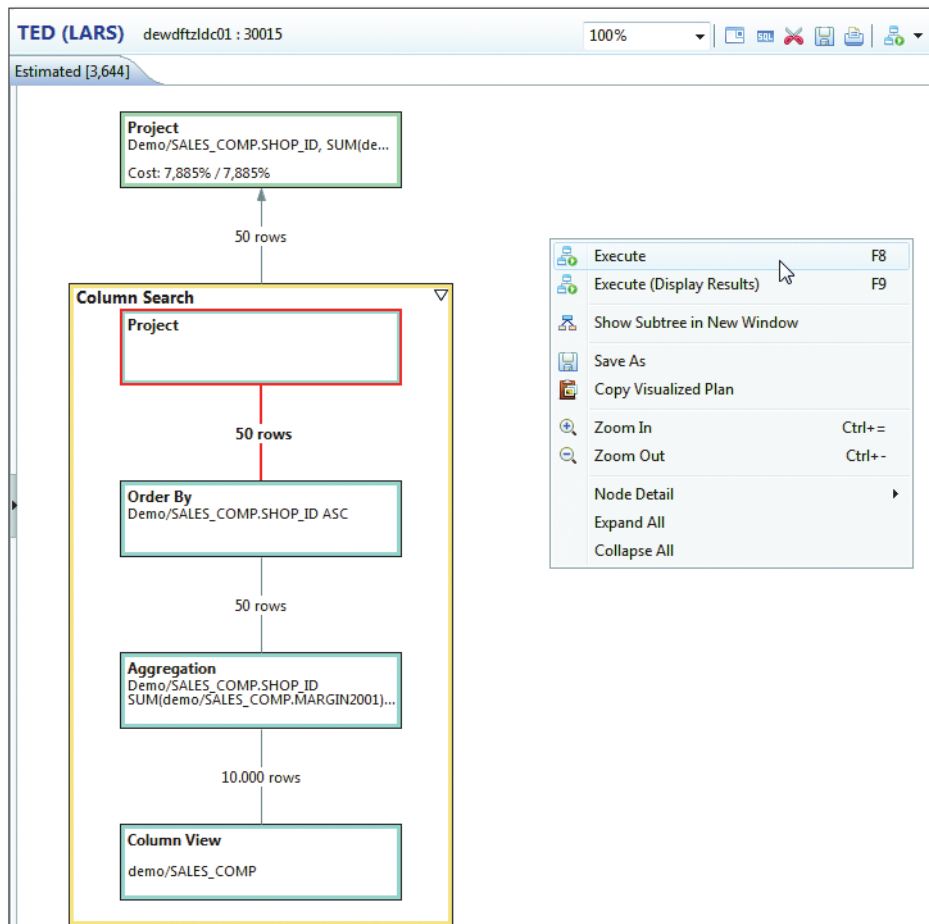 TED (LARS) dewdftzldc01 : 30015 100%
SQL
Estimated [3,644]
Project
Demo/SALES_COMP.SHOP_ID, SUM(de...
Cost: 7,885% / 7,885%
50 rows
Column Search
Project
50 rows
Order By
Demo/SALES_COMP.SHOP_ID ASC
50 rows
Aggregation
Demo/SALES_COMP.SHOP_ID
SUM(demo/SALES_COMP.MARGIN2001)...
10.000 rows
Column View
demo/SALES_COMP
Execute F8
Execute (Display Results) F9
Show Subtree in New Window
Save As
Copy Visualized Plan
Zoom In Ctrl+=
Zoom Out Ctrl+-
Node Detail
Expand All
Collapse All